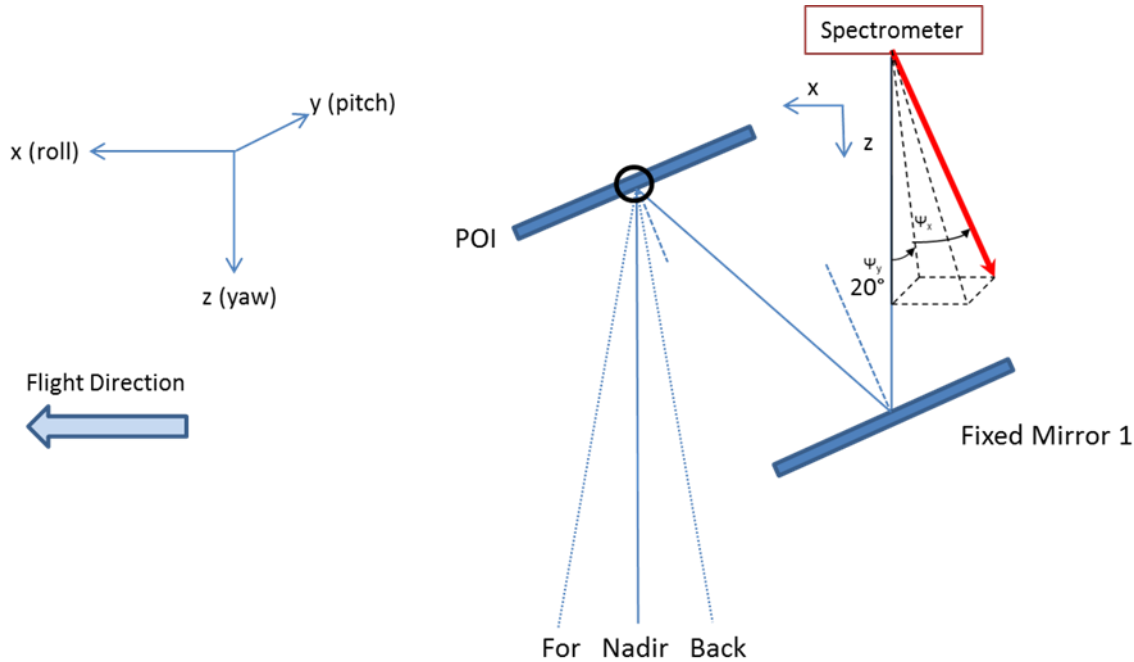 Spectrometer
x
z
y (pitch)
x (roll)
z (yaw)
POI
Ψx
Ψy
20°
Flight Direction
Fixed Mirror 1
For Nadir Back